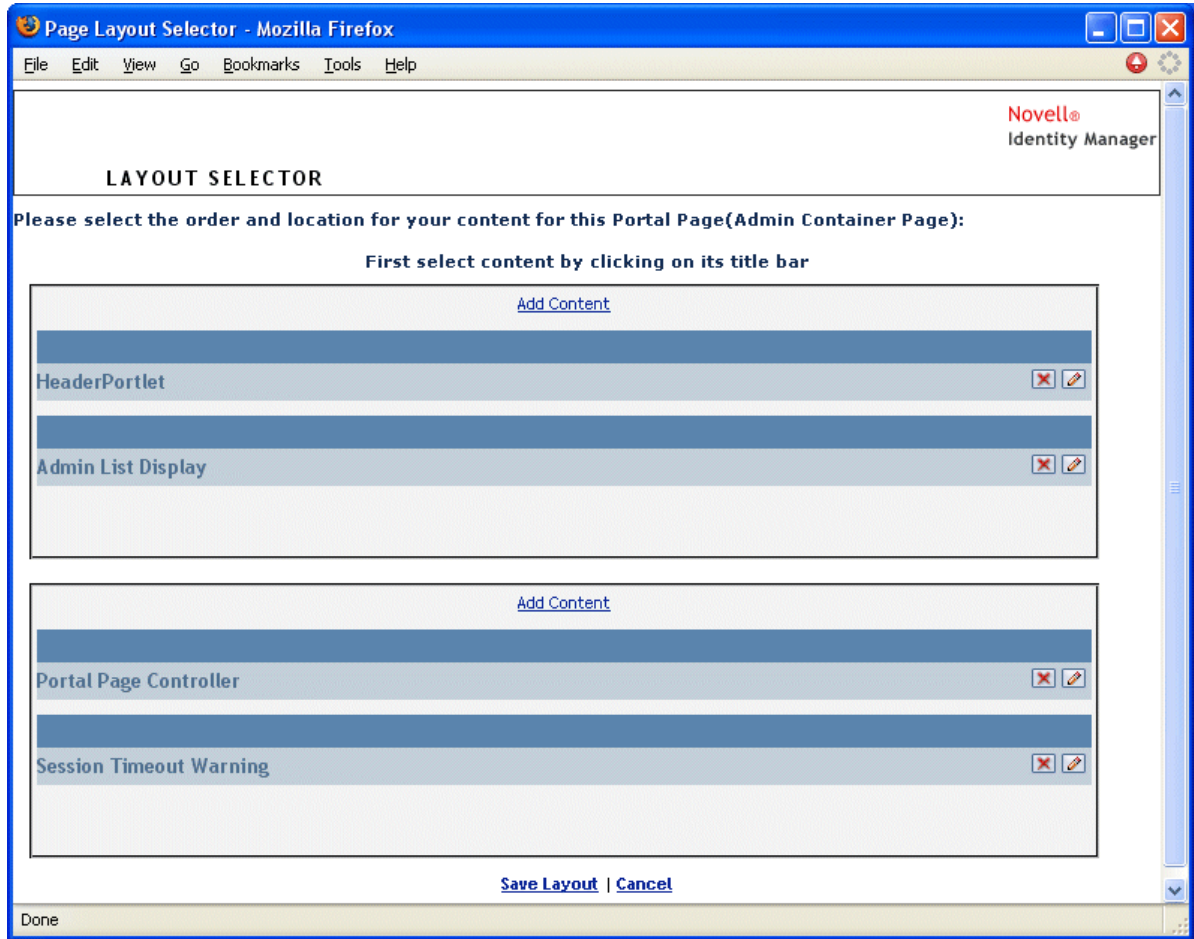 Page Layout Selector - Mozilla Firefox
File Edit View Go Bookmarks Tools Help
Novell®
Identity Manager
LAYOUT SELECTOR
Please select the order and location for your content for this Portal Page(Admin Container Page):
First select content by clicking on its title bar
Add Content
HeaderPortlet
Admin List Display
Add Content
Portal Page Controller
Session Timeout Warning
Save Layout | Cancel
Done